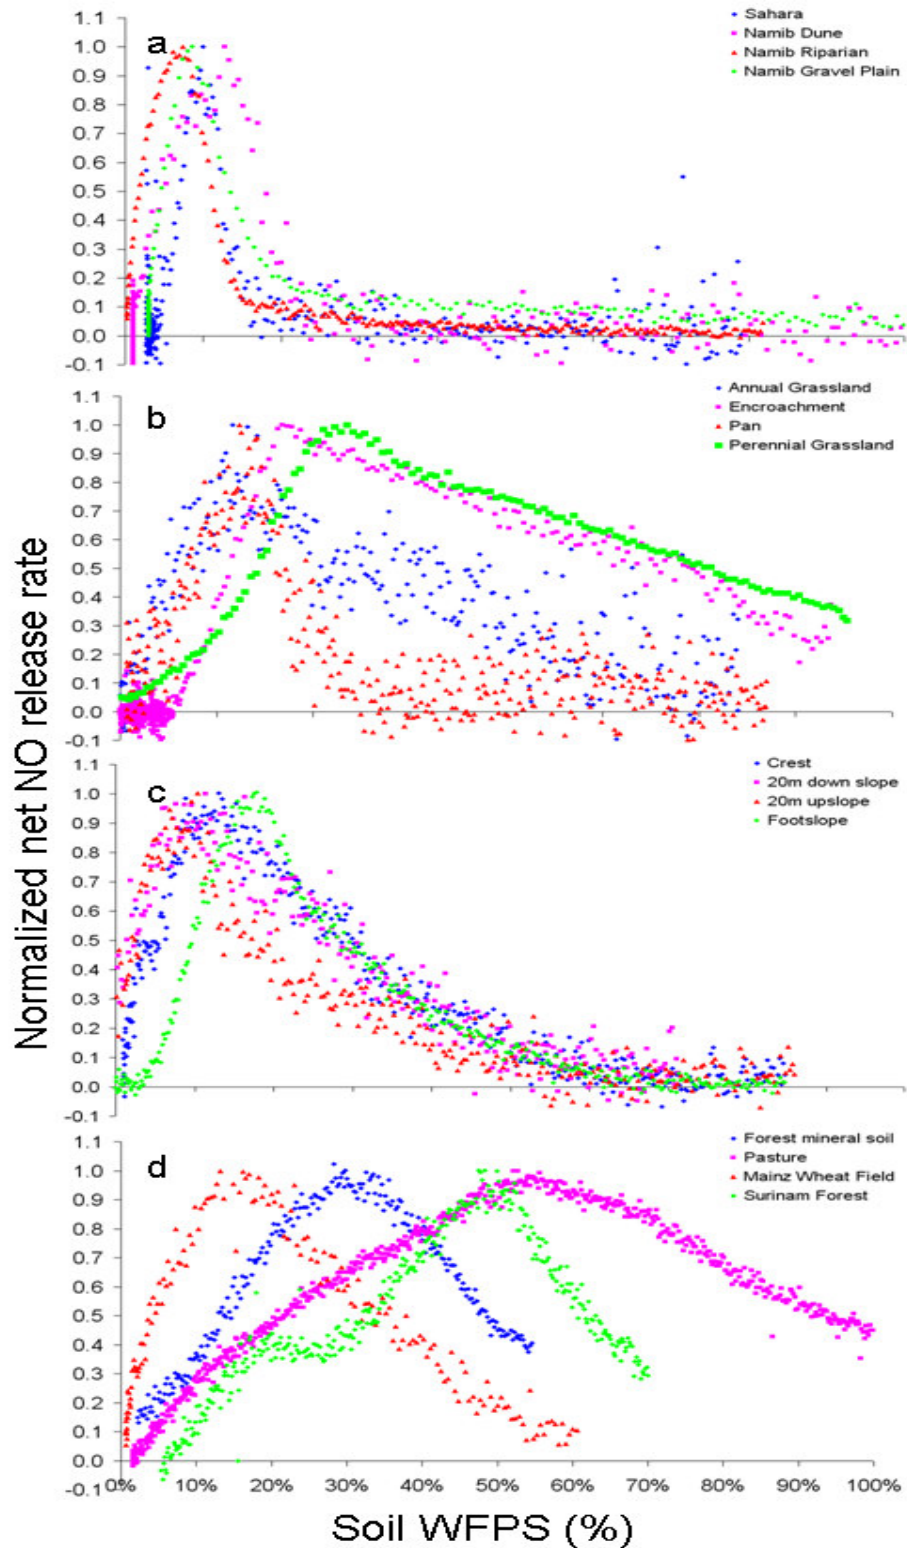 Normalized net NO release rate
a
Sahara
Namib Dune
Namib Riparian
Namib Gravel Plain
1.1
1.0
0.9
0.8
0.7
0.6
0.5
0.4
0.3
0.2
0.1
0.0
-0.1
b
Annual Grassland
Encroachment
Pan
Perennial Grassland
1.1
1.0
0.9
0.8
0.7
0.6
0.5
0.4
0.3
0.2
0.1
0.0
-0.1
c
Crest
20m down slope
20m upslope
Footslope
1.1
1.0
0.9
0.8
0.7
0.6
0.5
0.4
0.3
0.2
0.1
0.0
-0.1
d
Forest mineral soil
Pasture
Mainz Wheat Field
Surinam Forest
1.1
1.0
0.9
0.8
0.7
0.6
0.5
0.4
0.3
0.2
0.1
0.0
-0.1
0% 10% 20% 30% 40% 50% 60% 70% 80% 90% 100%
Soil WFPS (%)